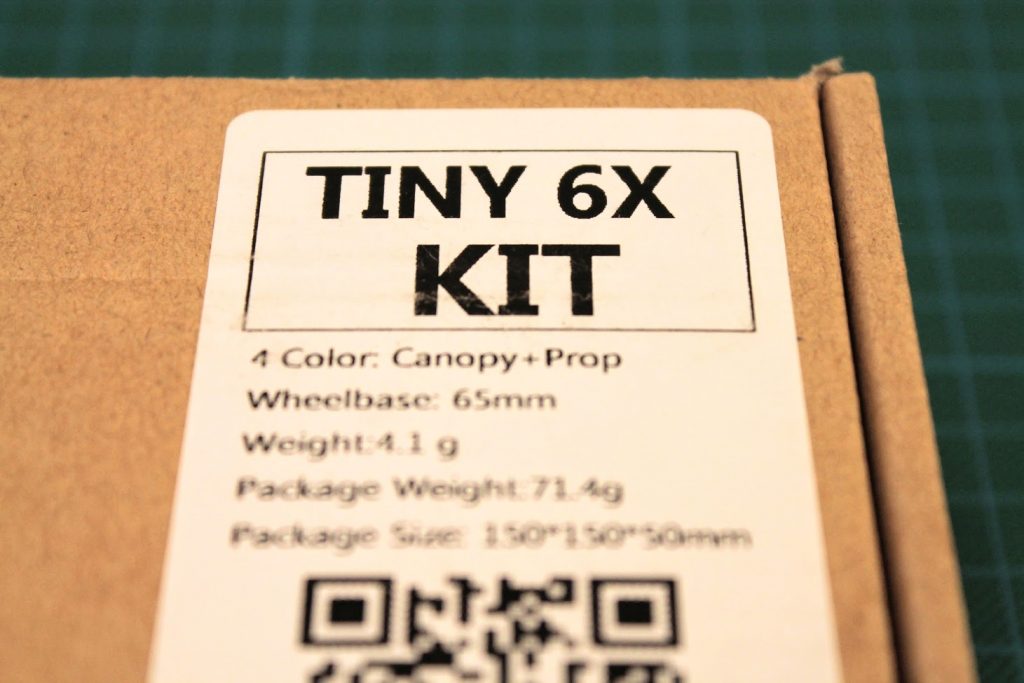 TINY 6X
KIT
4 Color: Canopy+Prop
Wheelbase: 65mm
Weight:4.1 g
Package Weight:71.4g
Package Size: 150*150*50mm